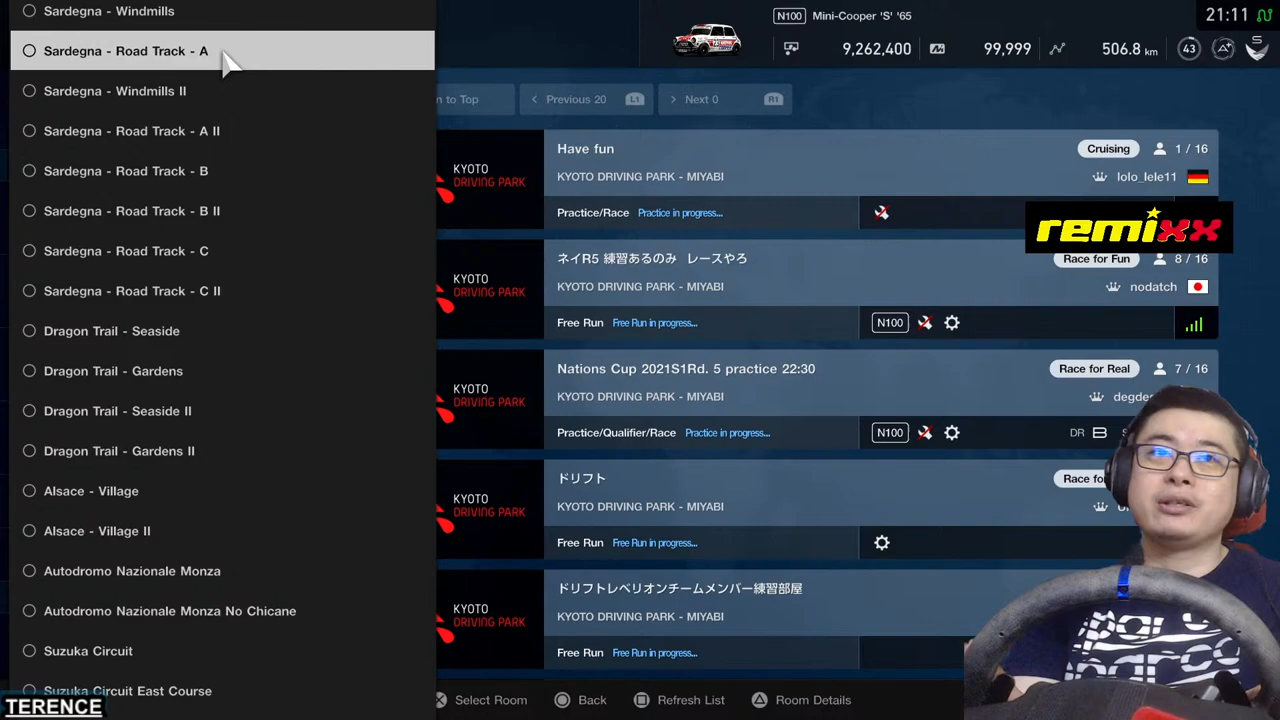 Sardegna - Windmills
Sardegna - Road Track - A
Sardegna - Windmills II
Sardegna - Road Track - A II
Sardegna - Road Track - B
Sardegna - Road Track - B II
Sardegna - Road Track - C
Sardegna - Road Track - C II
Dragon Trail - Seaside
Dragon Trail - Gardens
Dragon Trail - Seaside II
Dragon Trail - Gardens II
Alsace - Village
Alsace - Village II
Autodromo Nazionale Monza
Autodromo Nazionale Monza No Chicane
Suzuka Circuit
Suzuka Circuit East Course
TERENCE
N100 Mini-Cooper 'S' '65
21:11
9,262,400 99,999 506.8 km 43
n to Top Previous 20 L1 Next 0 R1
KYOTO
DRIVING PARK
Have fun Cruising 1 / 16
KYOTO DRIVING PARK - MIYABI lolo_lele11
Practice/Race Practice in progress...
remixx
KYOTO
DRIVING PARK
ネイR5 練習あるのみ レースやろ Race for Fun 8 / 16
KYOTO DRIVING PARK - MIYABI nodatch
Free Run Free Run in progress... N100
KYOTO
DRIVING PARK
Nations Cup 2021S1Rd. 5 practice 22:30 Race for Real 7 / 16
KYOTO DRIVING PARK - MIYABI
Practice/Qualifier/Race Practice in progress... N100 DR B
KYOTO
DRIVING PARK
ドリフト Race fo
KYOTO DRIVING PARK - MIYABI
Free Run Free Run in progress...
KYOTO
DRIVING PARK
ドリフトレベリオンチームメンバー練習部屋
KYOTO DRIVING PARK - MIYABI
Free Run Free Run in progress...
Select Room Back Refresh List Room Details